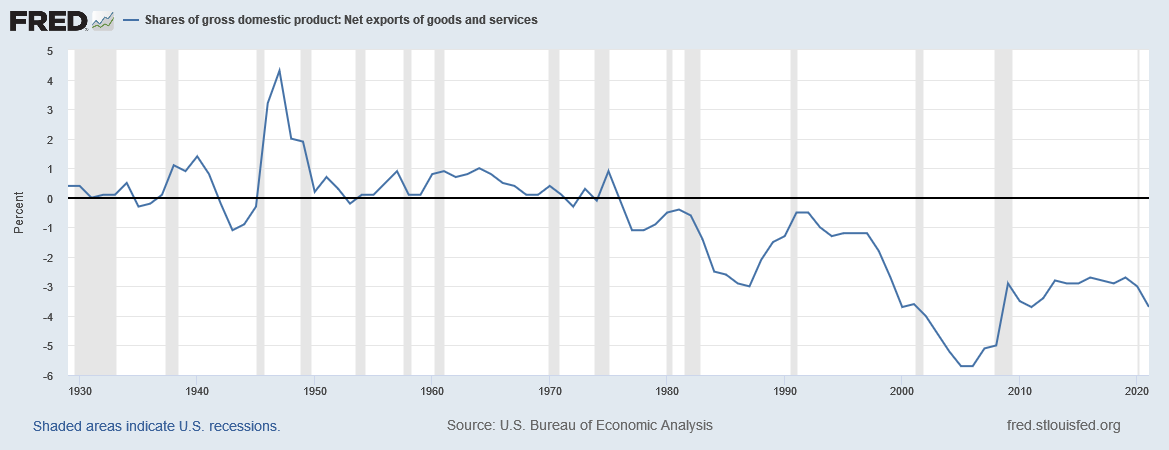 FRED
Shares of gross domestic product: Net exports of goods and services
5
4
3
2
1
0
-1
-2
-3
-4
-5
-6
Percent
1930 1940 1950 1960 1970 1980 1990 2000 2010 2020
Shaded areas indicate U.S. recessions.
Source: U.S. Bureau of Economic Analysis
fred.stlouisfed.org